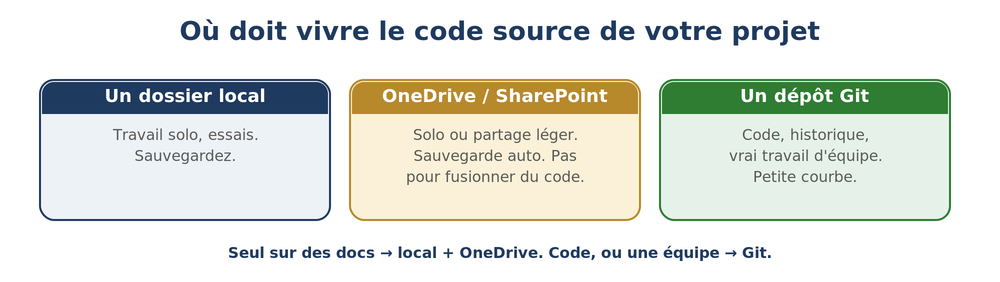 Où doit vivre le code source de votre projet
Un dossier local
Travail solo, essais.
Sauvegardez.
OneDrive / SharePoint
Solo ou partage léger.
Sauvegarde auto. Pas
pour fusionner du code.
Un dépôt Git
Code, historique,
vrai travail d'équipe.
Petite courbe.
Seul sur des docs → local + OneDrive. Code, ou une équipe → Git.